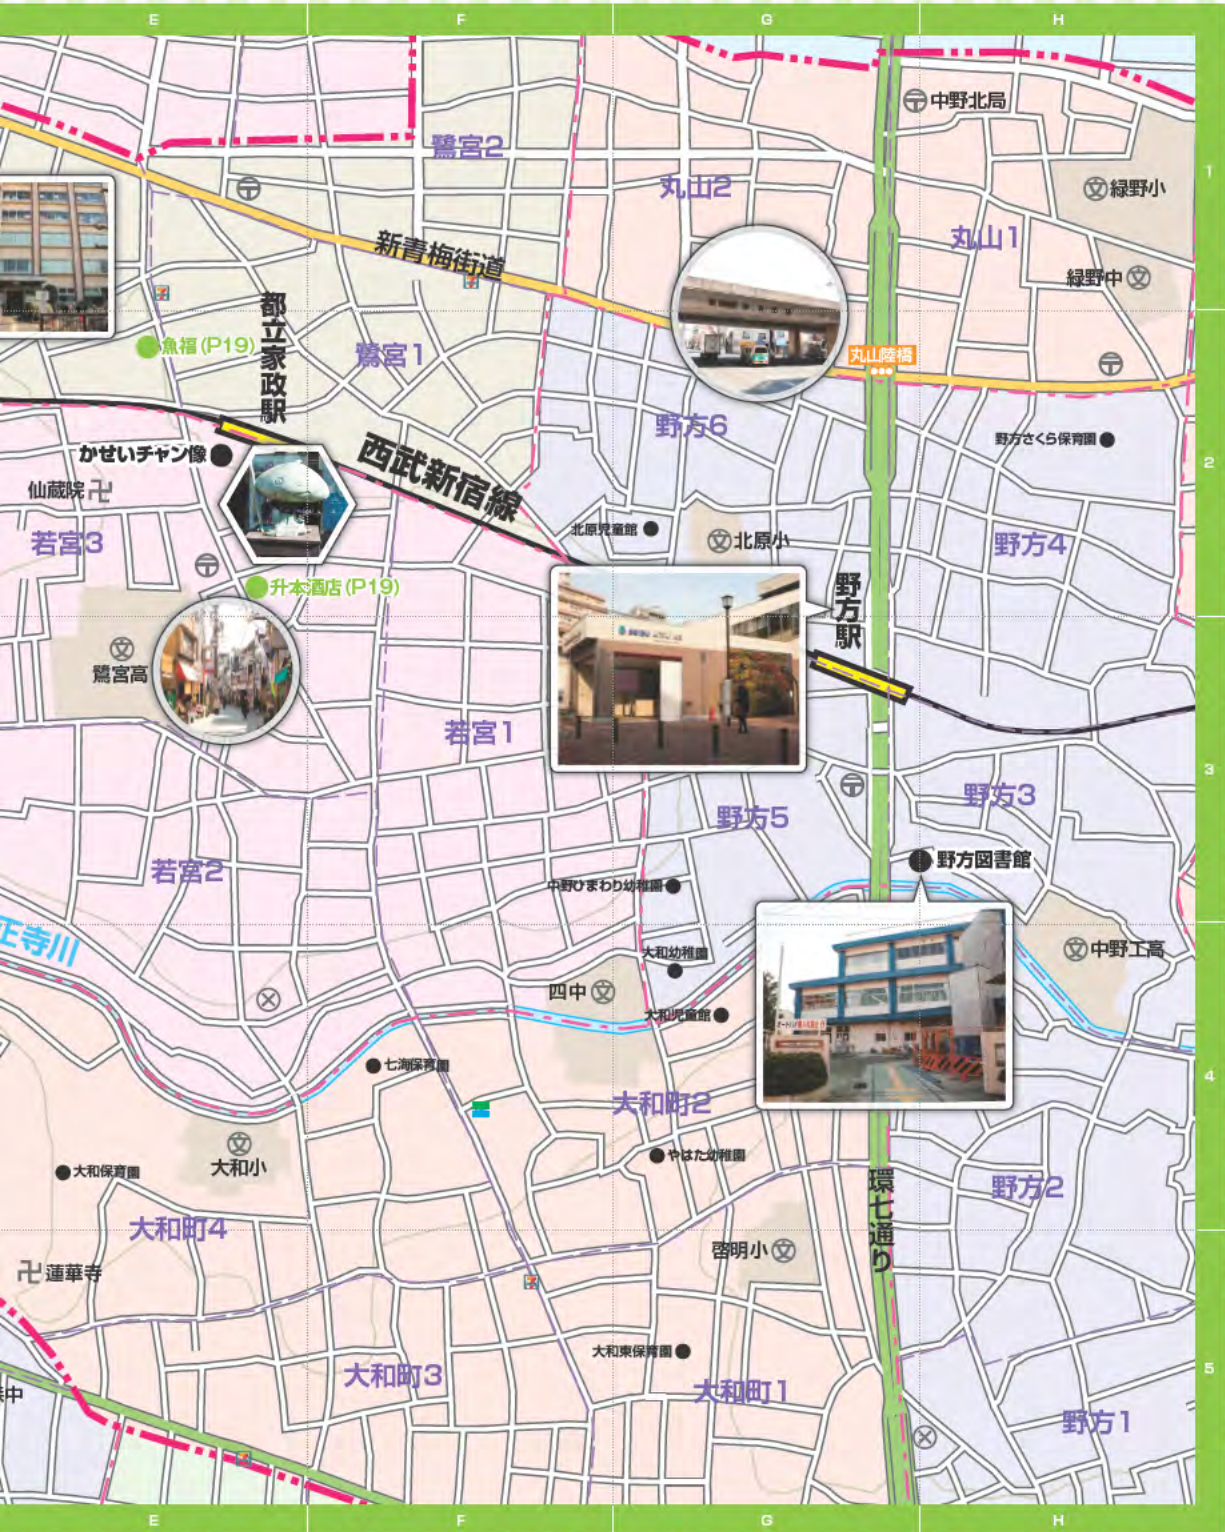 E
F
G
H
中野北局
鷺宮2
1
丸山2
緑野小
丸山1
新青梅街道
緑野中
都立家政駅
魚福(P19)
鷺宮1
丸山陸橋
野方6
野方さくら保育園
かせいチャン像
西武新宿線
2
仙蔵院
北原児童館
北原小
若宮3
野方4
升本酒店(P19)
野方駅
鷺宮高
若宮1
3
野方3
野方5
野方図書館
若宮2
中野ひまわり幼稚園
正寺川
大和幼稚園
中野工高
四中
大和児童館
七海保育園
4
大和町2
大和小
やはた幼稚園
大和保育園
環七通り
野方2
大和町4
啓明小
蓮華寺
大和東保育園
5
大和町3
大和町1
中
野方1
E
F
G
H